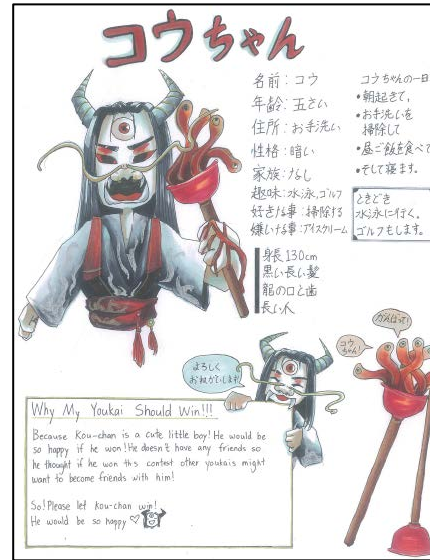 コウちゃん
名前：コウ
年齢：五さい
住所：お手洗い
性格：暗い
家族：なし
趣味：水泳,ゴルフ
好きな事：掃除する
嫌いな事：アイスクリーム
身長130cm
黒い長い髪
龍の口と歯
長い人
コウちゃんの一日
・朝起きて,
・お手洗いを
掃除して
・昼ご飯を食べて
・そして寝ます。
ときどき
水泳に行く。
ゴルフもします。
よろしく
おねがいします
コウ
ちゃん!
がんばって!
Why My Youkai Should Win!!!
Because Kou-chan is a cute little boy! He would be
so happy if he won! He doesn't have any friends so
he thought if he won ths contest other youkais might
want to become friends with him!
So! Please let kou-chan win!
He would be so happy ♡